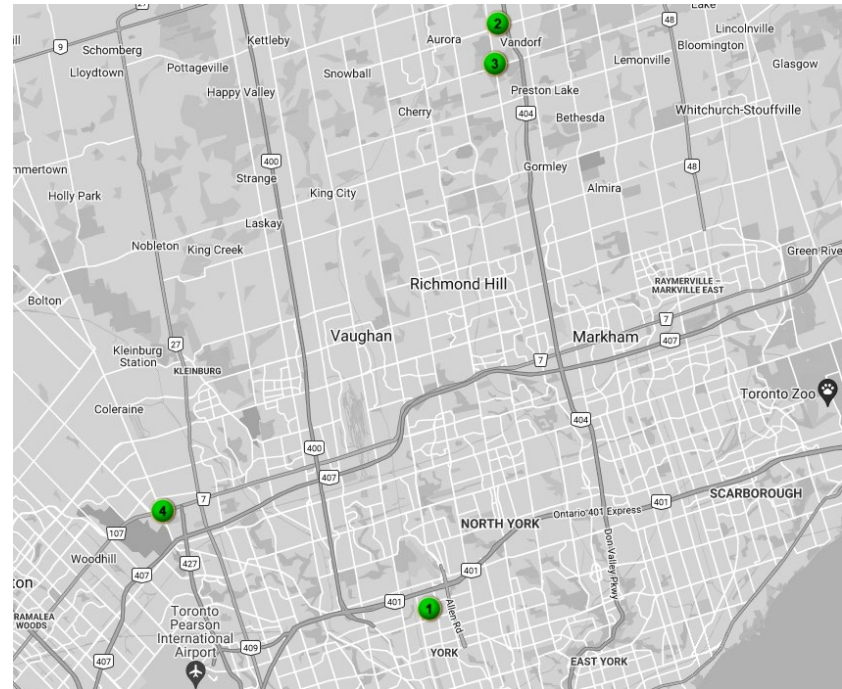 Lake
27
48
2
Lincolnville
ill
9
Schomberg
Kettleby
Aurora
Vandorf
Bloomington
Lloydtown
Pottageville
Snowball
3
Lemonville
Glasgow
Happy Valley
Preston Lake
Cherry
404
Bethesda
Whitchurch-Stouffville
400
mmertown
Strange
Gormley
48
Holly Park
King City
Almira
Laskay
Nobleton
King Creek
Green Rive
Richmond Hill
RAYMERVILLE –
MARKVILLE EAST
Bolton
7
Vaughan
Markham
27
407
Kleinburg
Station
7
KLEINBURG
Toronto Zoo
Coleraine
404
400
407
7
SCARBOROUGH
4
401
NORTH YORK
Ontario 401 Express
107
Woodhill
427
Don Valley Pkwy
407
401
ton
401
1
Allen Rd
RAMALEA
WOODS
Toronto
Pearson
International
Airport
409
YORK
EAST YORK
407